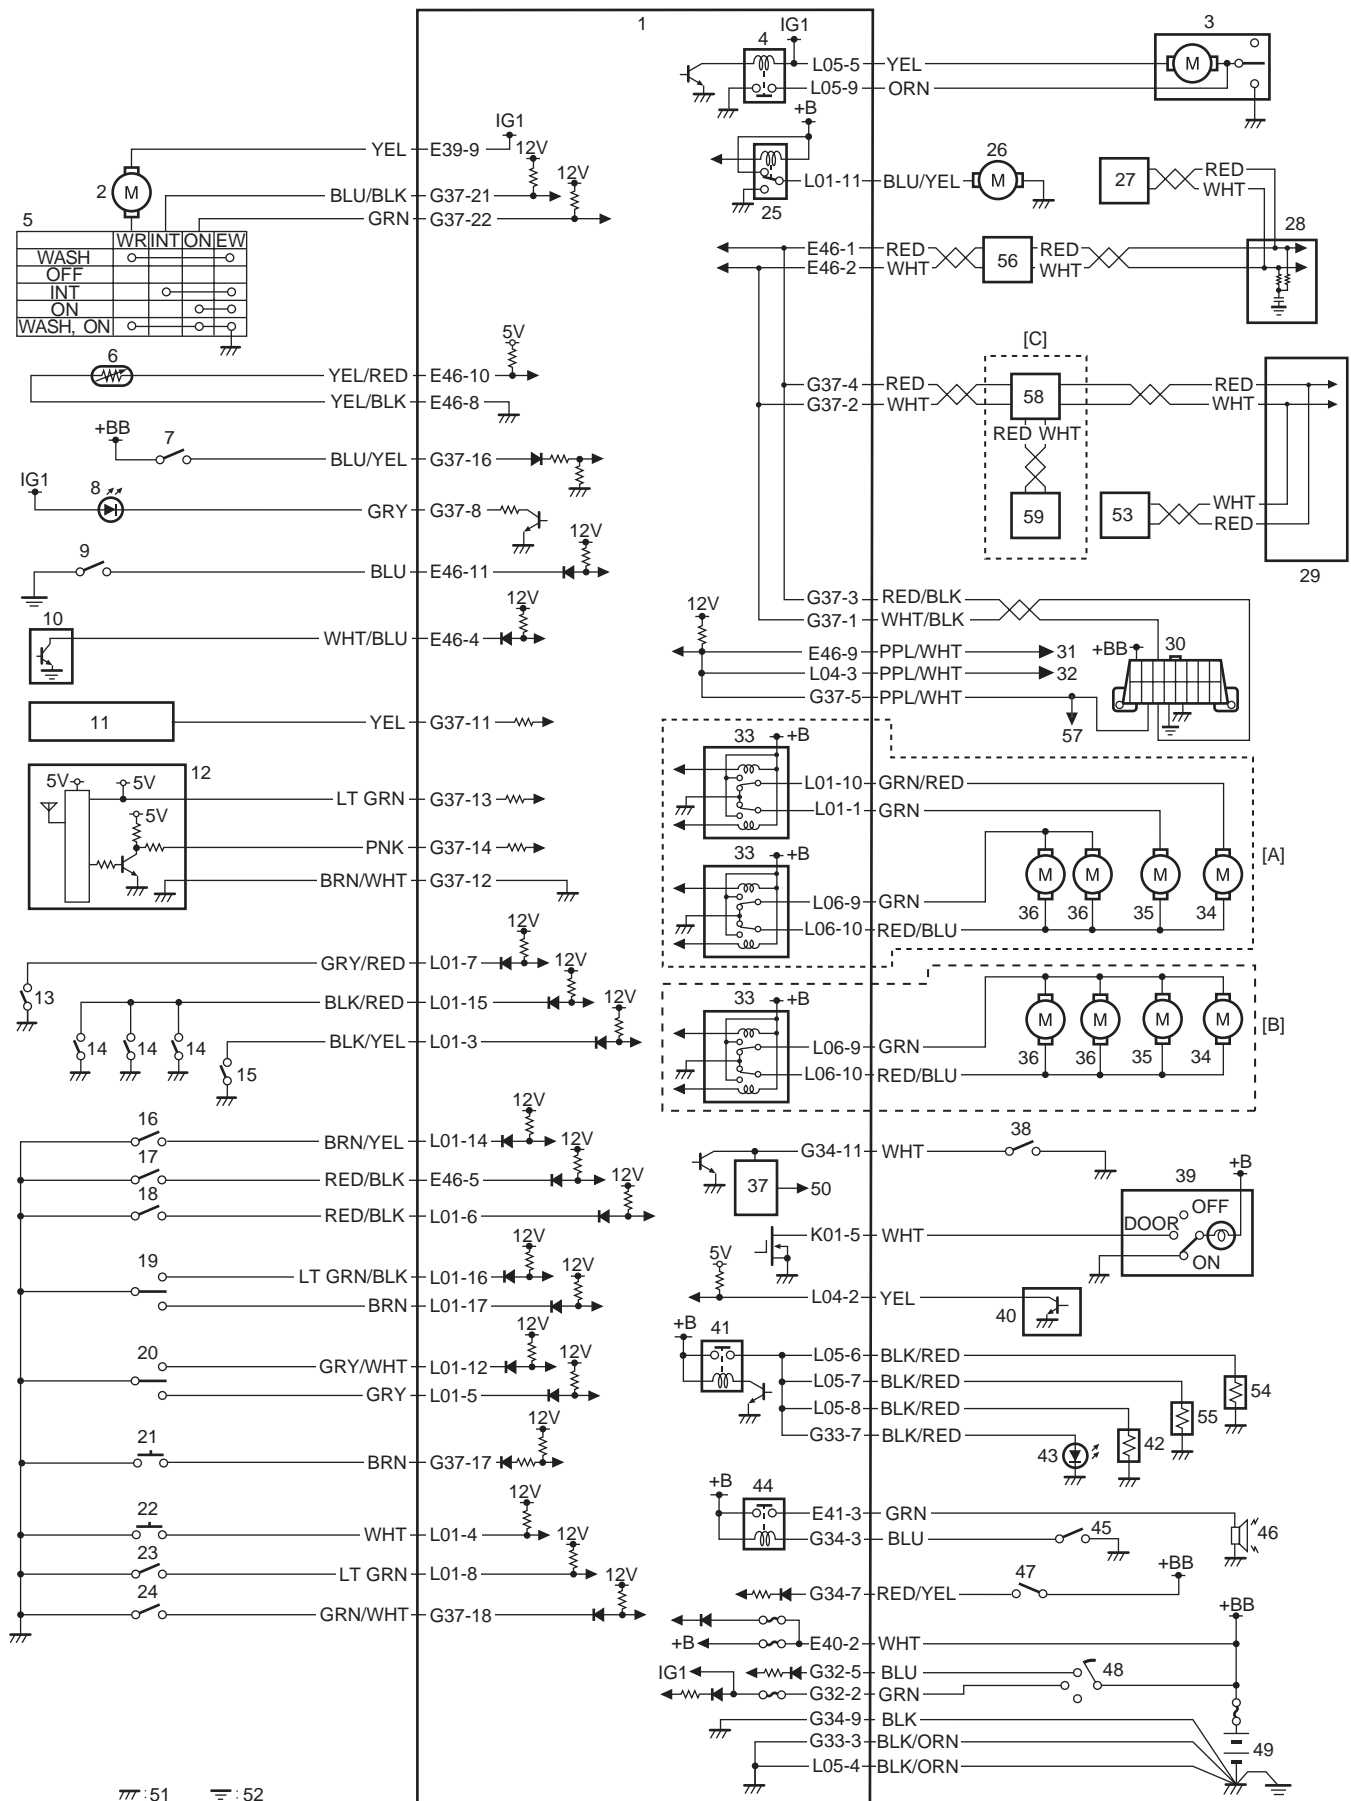 1
IG1
4
3
L05-5 YEL
M
L05-9 ORN
+B
IG1
YEL E39-9
12V
12V
2 M
BLU/BLK G37-21
GRN G37-22
26
L01-11 BLU/YEL M
25
27
RED
WHT
28
5
WR INT ON EW
WASH
OFF
INT
ON
WASH, ON
E46-1 RED
E46-2 WHT
56
RED
WHT
5V
6
YEL/RED E46-10
YEL/BLK E46-8
[C]
G37-4 RED
G37-2 WHT
58
RED
WHT
RED WHT
59
53
WHT
RED
29
+BB
7
BLU/YEL G37-16
IG1
8
GRY G37-8
12V
9
BLU E46-11
12V
10
WHT/BLU E46-4
G37-3 RED/BLK
G37-1 WHT/BLK
12V
E46-9 PPL/WHT 31
L04-3 PPL/WHT 32
G37-5 PPL/WHT
+BB
30
57
11
YEL G37-11
12
5V
5V
5V
LT GRN G37-13
PNK G37-14
BRN/WHT G37-12
33
+B
L01-10 GRN/RED
L01-1 GRN
33
+B
[A]
M M M M
L06-9 GRN
36 36 35 34
L06-10 RED/BLU
12V
GRY/RED L01-7
12V
13
BLK/RED L01-15
12V
14 14 14
BLK/YEL L01-3
15
33
+B
[B]
M M M M
L06-9 GRN
36 36 35 34
L06-10 RED/BLU
12V
16
BRN/YEL L01-14
12V
17
RED/BLK E46-5
12V
18
RED/BLK L01-6
G34-11 WHT
38
37
50
39
+B
OFF
DOOR
ON
K01-5 WHT
12V
19
LT GRN/BLK L01-16
12V
BRN L01-17
5V
L04-2 YEL
40
12V
20
GRY/WHT L01-12
12V
GRY L01-5
+B
41
L05-6 BLK/RED
L05-7 BLK/RED
L05-8 BLK/RED
G33-7 BLK/RED
54
55
42
43
12V
21
BRN G37-17
12V
22
WHT L01-4
12V
23
LT GRN L01-8
12V
24
GRN/WHT G37-18
+B
44
E41-3 GRN
G34-3 BLU
45
46
47
+BB
G34-7 RED/YEL
+BB
+B
E40-2 WHT
IG1
G32-5 BLU
48
G32-2 GRN
G34-9 BLK
G33-3 BLK/ORN
49
L05-4 BLK/ORN
:51 :52